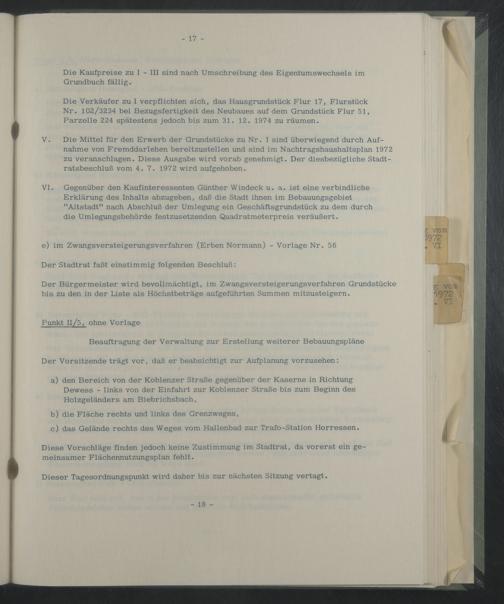 - 17 -
Die Kaufpreise zu I - III sind nach Umschreibung des Eigentumswechsels im
Grundbuch fällig.
Die Verkäufer zu I verpflichten sich, das Hausgrundstück Flur 17, Flurstück
Nr. 102/3234 bei Bezugsfertigkeit des Neubaues auf dem Grundstück Flur 51,
Parzelle 224 spätestens jedoch bis zum 31. 12. 1974 zu räumen.
V. Die Mittel für den Erwerb der Grundstücke zu Nr. I sind überwiegend durch Auf-
nahme von Fremddarlehen bereitzustellen und sind im Nachtragshaushaltsplan 1972
zu veranschlagen. Diese Ausgabe wird vorab genehmigt. Der diesbezügliche Stadt-
ratsbeschluß vom 4. 7. 1972 wird aufgehoben.
VI. Gegenüber den Kaufinteressenten Günther Windeck u. a. ist eine verbindliche
Erklärung des Inhalts abzugeben, daß die Stadt ihnen im Bebauungsgebiet
"Altstadt" nach Abschluß der Umlegung ein Geschäftsgrundstück zu dem durch
die Umlegungsbehörde festzusetzenden Quadratmeterpreis veräußert.
e) im Zwangsversteigerungsverfahren (Erben Normann) - Vorlage Nr. 56
Der Stadtrat faßt einstimmig folgenden Beschluß:
Der Bürgermeister wird bevollmächtigt, im Zwangsversteigerungsverfahren Grundstücke
bis zu den in der Liste als Höchstbeträge aufgeführten Summen mitzusteigern.
Punkt II/5, ohne Vorlage
Beauftragung der Verwaltung zur Erstellung weiterer Bebauungspläne
Der Vorsitzende trägt vor, daß er beabsichtigt zur Aufplanung vorzusehen:
a) den Bereich von der Koblenzer Straße gegenüber der Kaserne in Richtung
Dewess - links von der Einfahrt zur Koblenzer Straße bis zum Beginn des
Holzgeländers am Biebrichsbach,
b) die Fläche rechts und links des Grenzweges,
c) das Gelände rechts des Weges vom Hallenbad zur Trafo-Station Horressen.
Diese Vorschläge finden jedoch keine Zustimmung im Stadtrat, da vorerst ein ge-
meinsamer Flächennutzungsplan fehlt.
Dieser Tagesordnungspunkt wird daher bis zur nächsten Sitzung vertagt.
- 18 -